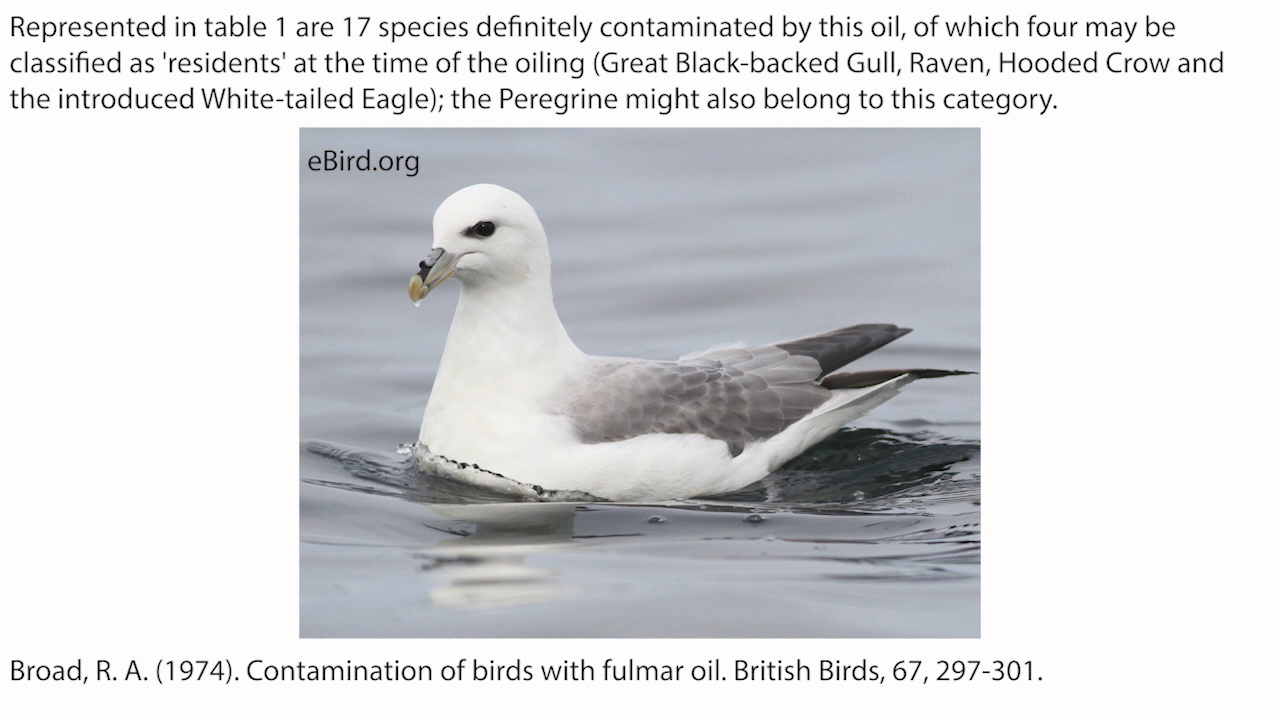 Represented in table 1 are 17 species definitely contaminated by this oil, of which four may be
classified as 'residents' at the time of the oiling (Great Black-backed Gull, Raven, Hooded Crow and
the introduced White-tailed Eagle); the Peregrine might also belong to this category.
eBird.org
Broad, R. A. (1974). Contamination of birds with fulmar oil. British Birds, 67, 297-301.